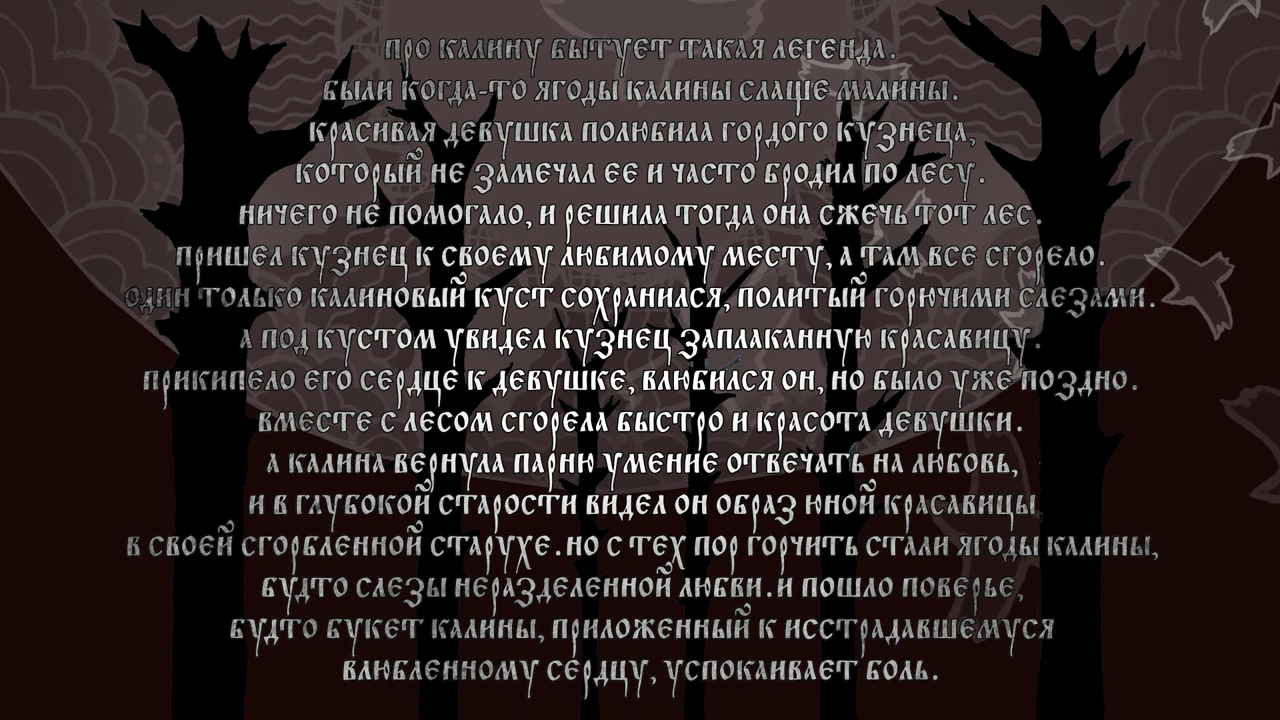 про калину бытует такая легенда.
были когда-то ягоды калины слаще малины.
красивая девушка полюбила гордого кузнеца,
который не замечал ее и часто бродил по лесу.
ничего не помогало, и решила тогда она сжечь тот лес.
пришел кузнец к своему любимому месту, а там все сгорело.
один только калиновый куст сохранился, политый горючими слезами.
а под кустом увидел кузнец заплаканную красавицу.
прикипело его сердце к девушке, влюбился он, но было уже поздно.
вместе с лесом сгорела быстро и красота девушки.
а калина вернула парню умение отвечать на любовь,
и в глубокой старости видел он образ юной красавицы
в своей сгорбленной старухе. но с тех пор горчить стали ягоды калины,
будто слезы неразделенной любви. и пошло поверье,
будто букет калины, приложенный к исстрадавшемуся
влюбленному сердцу, успокаивает боль.